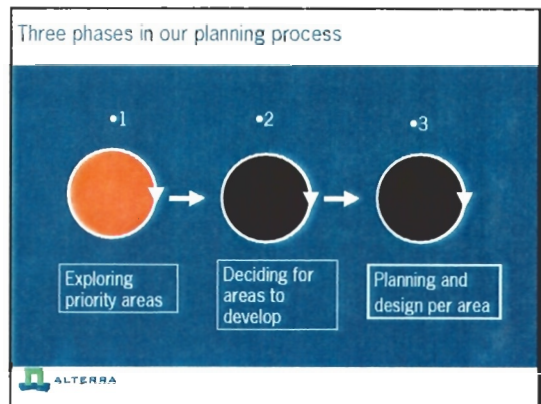 Three phases in our planning process
•1
•2
•3
Exploring
priority areas
Deciding for
areas to
develop
Planning and
design per area
ALTERRA